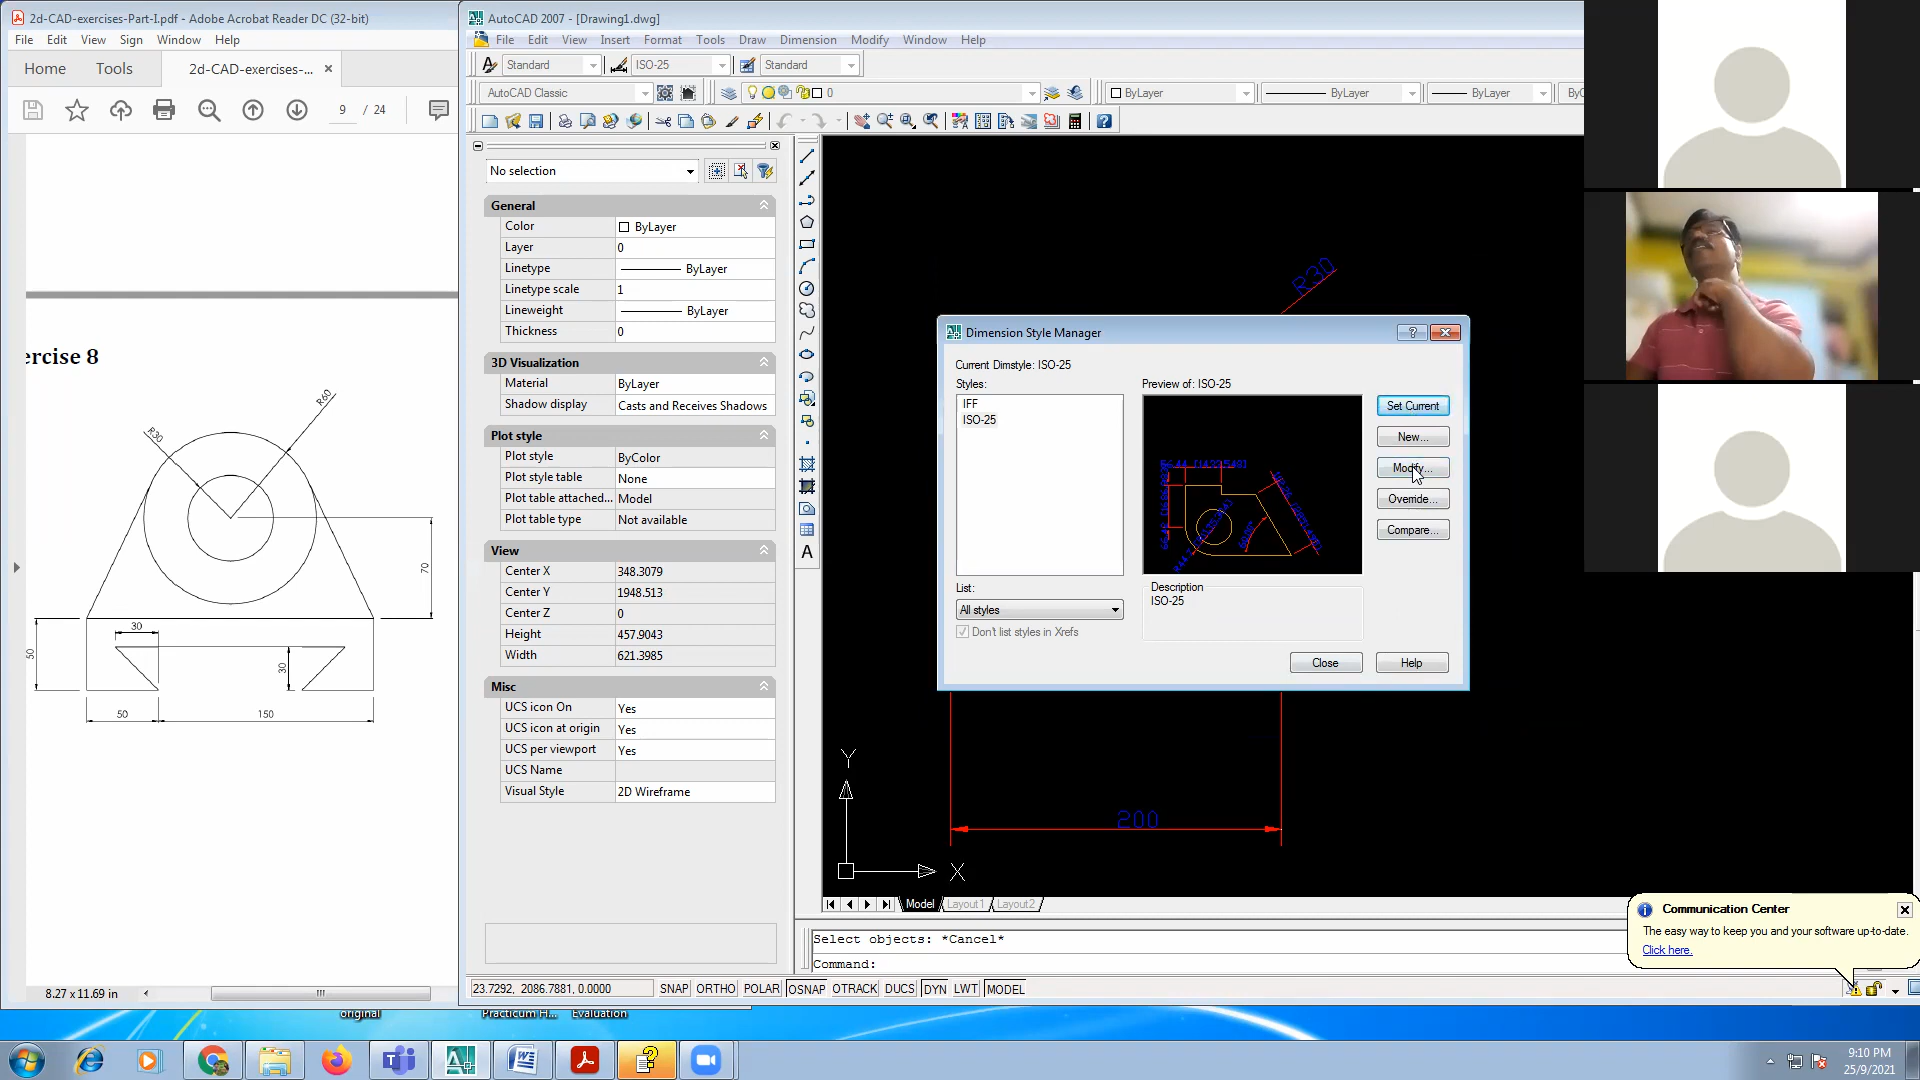 2d-CAD-exercises-Part-I.pdf - Adobe Acrobat Reader DC (32-bit)
File Edit View Sign Window Help
Home Tools 2d-CAD-exercises-...
9 / 24
ercise 8
R60
R30
70
30
50
30
50 150
8.27 x 11.69 in
AutoCAD 2007 - [Drawing1.dwg]
File Edit View Insert Format Tools Draw Dimension Modify Window Help
Standard ISO-25 Standard
AutoCAD Classic 0 ByLayer ByLayer ByLayer ByC
No selection
General
Color ByLayer
Layer 0
Linetype ByLayer
Linetype scale 1
Lineweight ByLayer
Thickness 0
3D Visualization
Material ByLayer
Shadow display Casts and Receives Shadows
Plot style
Plot style ByColor
Plot style table None
Plot table attached... Model
Plot table type Not available
View
Center X 348.3079
Center Y 1948.513
Center Z 0
Height 457.9043
Width 621.3985
Misc
UCS icon On Yes
UCS icon at origin Yes
UCS per viewport Yes
UCS Name
Visual Style 2D Wireframe
A
R30
Dimension Style Manager
Current Dimstyle: ISO-25
Styles: Preview of: ISO-25
IFF
ISO-25
Set Current
New...
Modify...
Override...
Compare...
List:
All styles
Don't list styles in Xrefs
Description
ISO-25
Close Help
200
Y
X
Model Layout1 Layout2
Select objects: *Cancel*
Command:
23.7292, 2086.7881, 0.0000 SNAP ORTHO POLAR OSNAP OTRACK DUCS DYN LWT MODEL
Communication Center
The easy way to keep you and your software up-to-date.
Click here.
original Practicum H... Evaluation
9:10 PM
25/9/2021